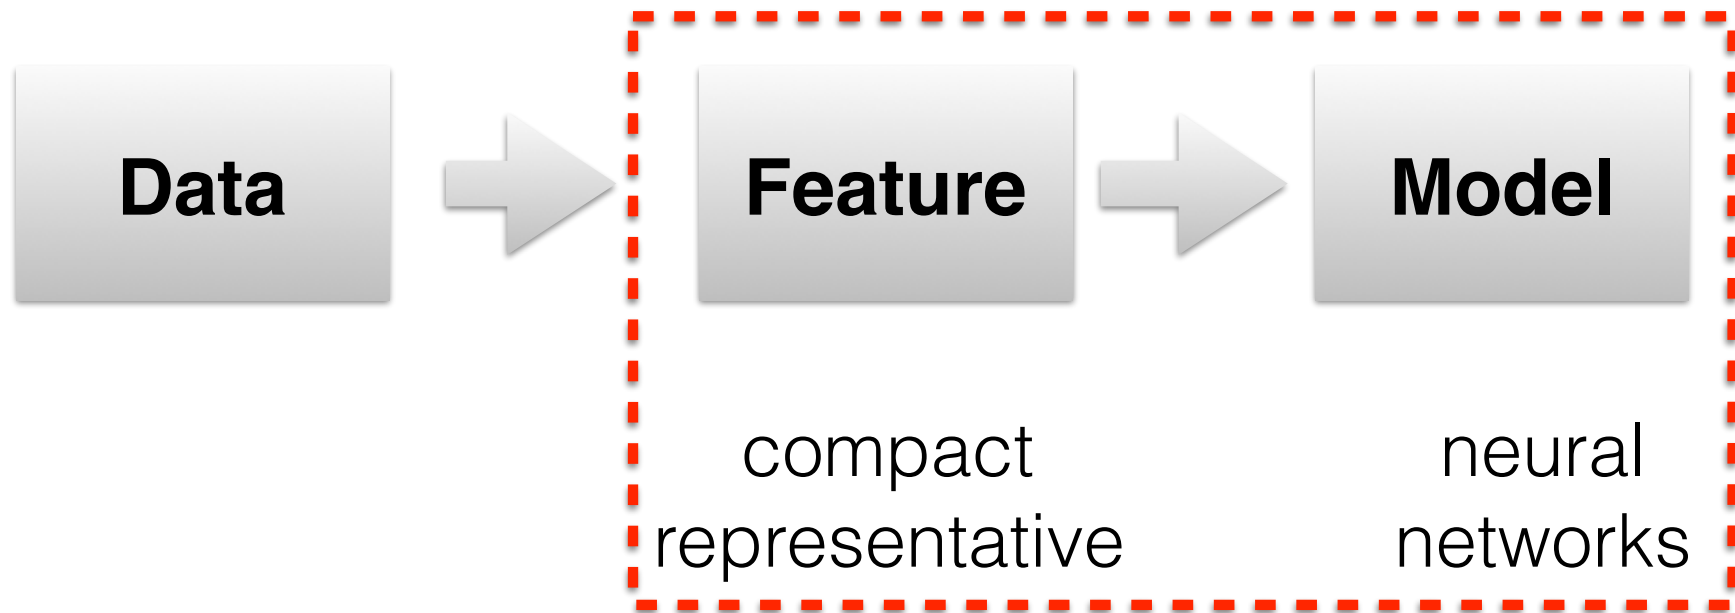 Data
Feature
Model
compact
representative
neural
networks